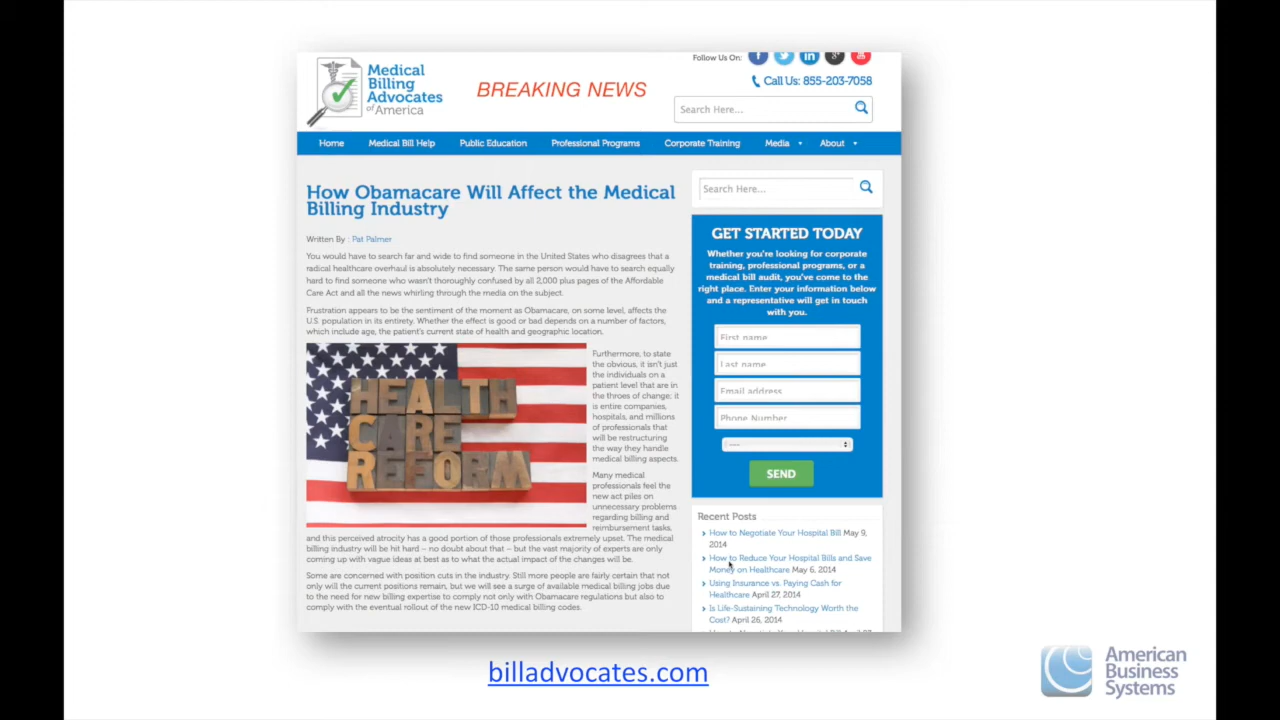 Follow Us On:
Medical
Billing
Advocates
of America
BREAKING NEWS
Call Us: 855-203-7058
Search Here...
Home Medical Bill Help Public Education Professional Programs Corporate Training Media About
How Obamacare Will Affect the Medical
Billing Industry
Written By : Pat Palmer
You would have to search far and wide to find someone in the United States who disagrees that a
radical healthcare overhaul is absolutely necessary. The same person would have to search equally
hard to find someone who wasn't thoroughly confused by all 2,000 plus pages of the Affordable
Care Act and all the news whirling through the media on the subject.
Frustration appears to be the sentiment of the moment as Obamacare, on some level, affects the
U.S. population in its entirety. Whether the effect is good or bad depends on a number of factors,
which include age, the patient's current state of health and geographic location.
HEALTH
CARE
REFORM
Furthermore, to state
the obvious, it isn't just
the individuals on a
patient level that are in
the throes of change; it
is entire companies,
hospitals, and millions
of professionals that
will be restructuring
the way they handle
medical billing aspects.
Many medical
professionals feel the
new act piles on
unnecessary problems
regarding billing and
reimbursement tasks,
and this perceived atrocity has a good portion of those professionals extremely upset. The medical
billing industry will be hit hard – no doubt about that – but the vast majority of experts are only
coming up with vague ideas at best as to what the actual impact of the changes will be.
Some are concerned with position cuts in the industry. Still more people are fairly certain that not
only will the current positions remain, but we will see a surge of available medical billing jobs due
to the need for new billing expertise to comply not only with Obamacare regulations but also to
comply with the eventual rollout of the new ICD-10 medical billing codes.
Search Here...
GET STARTED TODAY
Whether you're looking for corporate
training, professional programs, or a
medical bill audit, you've come to the
right place. Enter your information below
and a representative will get in touch
with you.
First name
Last name
Email address
Phone Number
----
SEND
Recent Posts
How to Negotiate Your Hospital Bill May 9,
2014
How to Reduce Your Hospital Bills and Save
Money on Healthcare May 6, 2014
Using Insurance vs. Paying Cash for
Healthcare April 27, 2014
Is Life-Sustaining Technology Worth the
Cost? April 26, 2014
billadvocates.com
American
Business
Systems